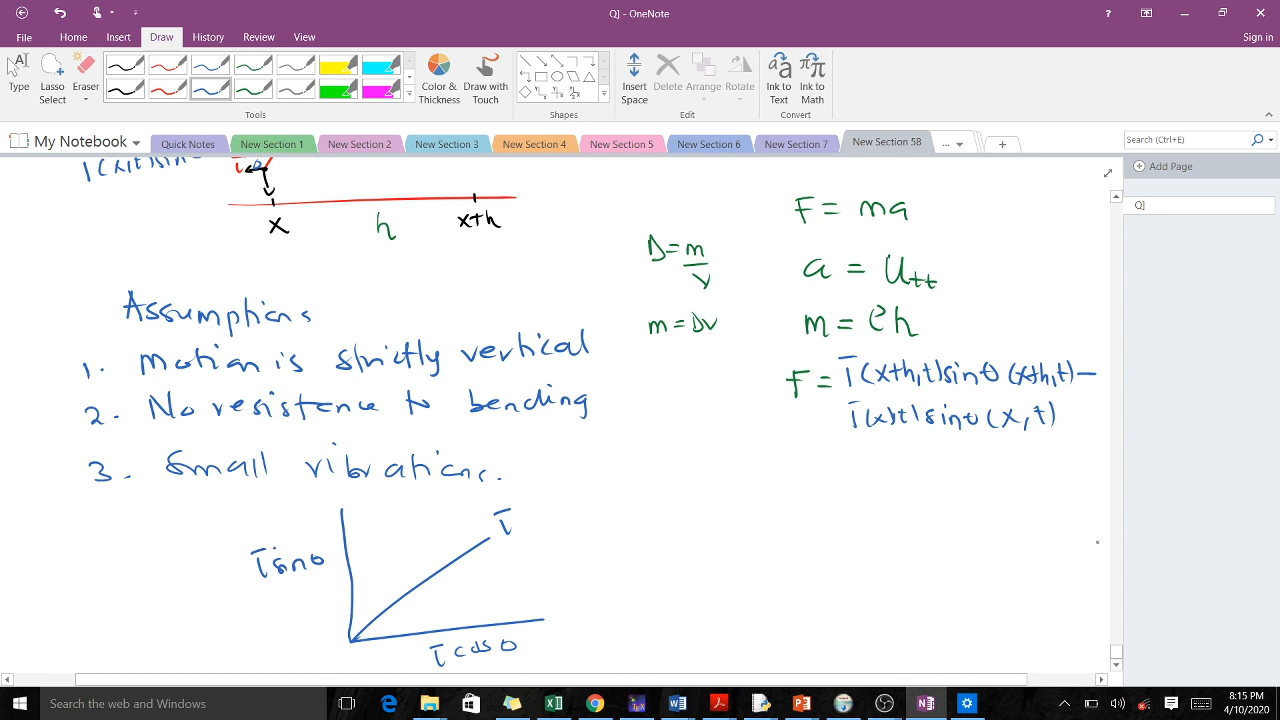 Q] - OneNote
Sign in
File Home Insert Draw History Review View
Type
Lasso Select
Eraser
Color & Thickness
Draw with Touch
Insert Space
Delete
Arrange
Rotate
Ink to Text
Ink to Math
Tools
Shapes
Edit
Convert
My Notebook
Quick Notes
New Section 1
New Section 2
New Section 3
New Section 4
New Section 5
New Section 6
New Section 7
New Section 58
...
Search (Ctrl+E)
Add Page
Q]
x
h
x+h
Assumptions
1. Motion is strictly vertical
2. No resistance to bending
3. Small vibrations.
T
T sinθ
T cosθ
D = m/V
m = DV
F = ma
a = Utt
m = ρh
F = T(x+h,t) sinθ (x+h,t) −
T(x,t) sinθ (x,t)
Search the web and Windows
8:15 PM
4/10/2020